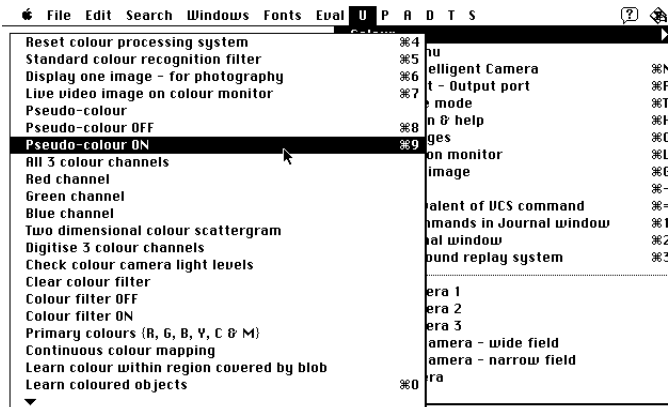 File Edit Search Windows Fonts Eval U P A D T S
Reset colour processing system ⌘4
Standard colour recognition filter ⌘5
Display one image - for photography ⌘6
Live video image on colour monitor ⌘7
Pseudo-colour
Pseudo-colour OFF ⌘8
Pseudo-colour ON ⌘9
All 3 colour channels
Red channel
Green channel
Blue channel
Two dimensional colour scattergram
Digitise 3 colour channels
Check colour camera light levels
Clear colour filter
Colour filter OFF
Colour filter ON
Primary colours {R, G, B, Y, C & M}
Continuous colour mapping
Learn colour within region covered by blob
Learn coloured objects ⌘0
nu
elligent Camera ⌘N
t - Output port
e mode ⌘T
n & help ⌘H
ges
on monitor ⌘L
image ⌘G
⌘-
alent of VCS command ⌘=
mmands in Journal window ⌘1
nal window ⌘2
ound replay system ⌘3
era 1
era 2
era 3
amera - wide field
amera - narrow field
ra